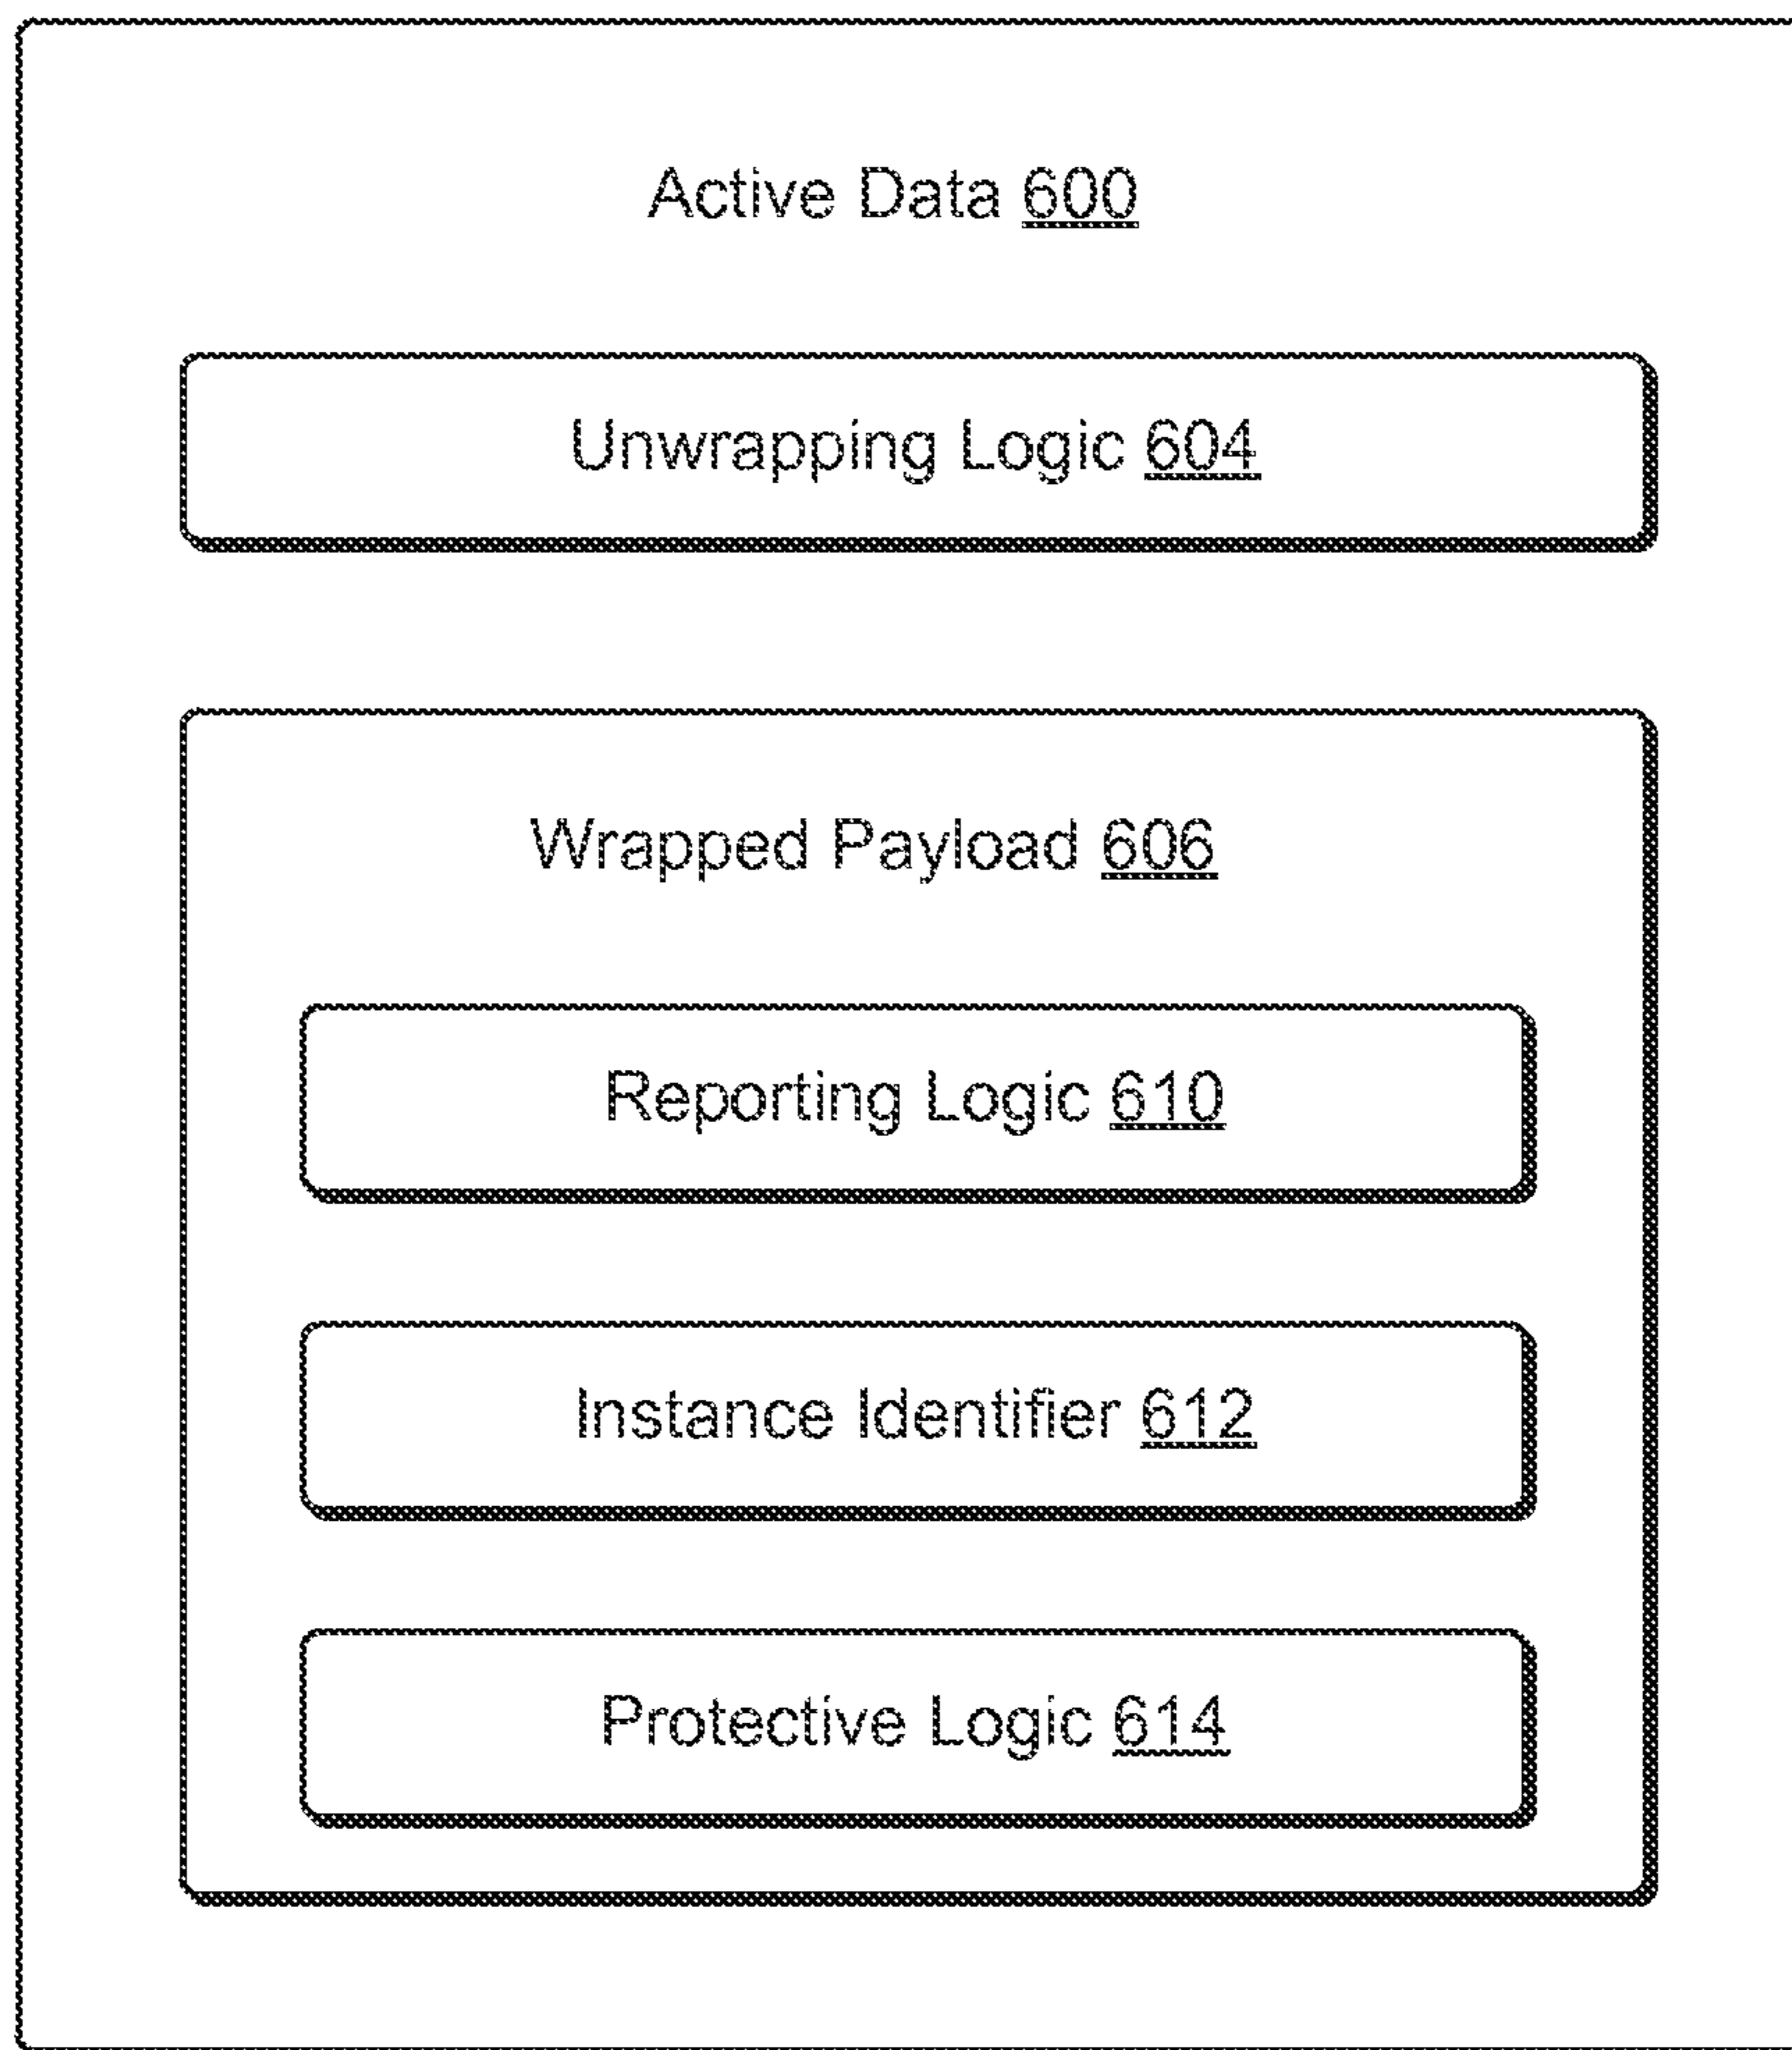 Active Data 600
Unwrapping Logic 604
Wrapped Payload 606
Reporting Logic 610
Instance Identifier 612
Protective Logic 614